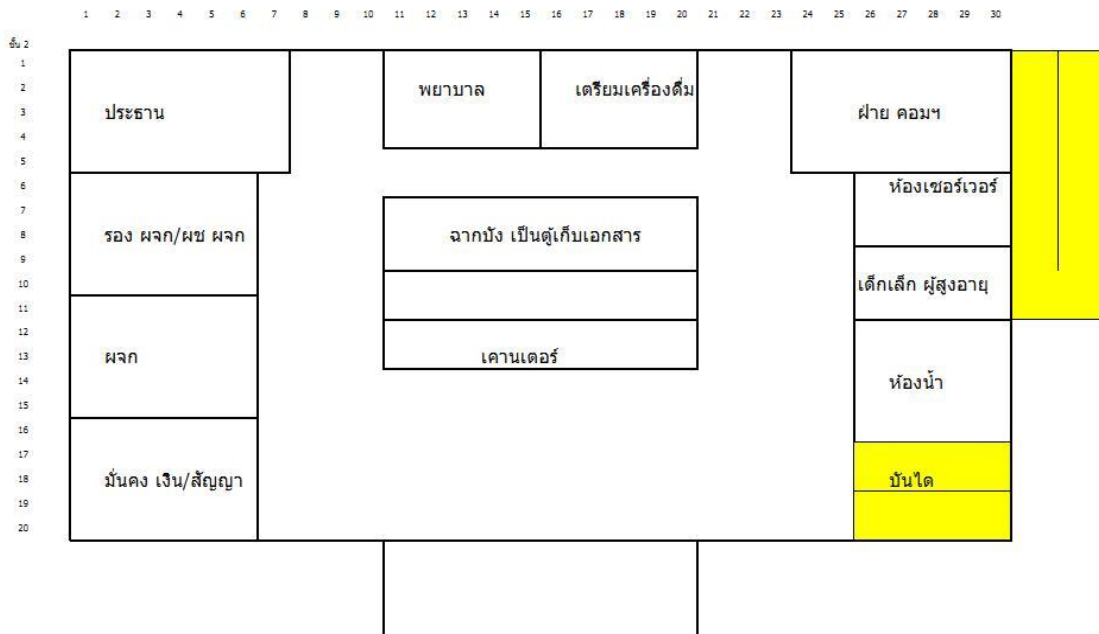 1 2 3 4 5 6 7 8 9 10 11 12 13 14 15 16 17 18 19 20 21 22 23 24 25 26 27 28 29 30
ชั้น 2
1
2 พยาบาล เตรียมเครื่องดื่ม
3 ประธาน ฝ่าย คอมฯ
4
5
6 ห้องเซอร์เวอร์
7
8 รอง ผจก/ผช ผจก ฉากบัง เป็นตู้เก็บเอกสาร
9
10 เด็กเล็ก ผู้สูงอายุ
11
12
13 ผจก เคานเตอร์
14 ห้องน้ำ
15
16
17
18 มั่นคง เงิน/สัญญา บันได
19
20